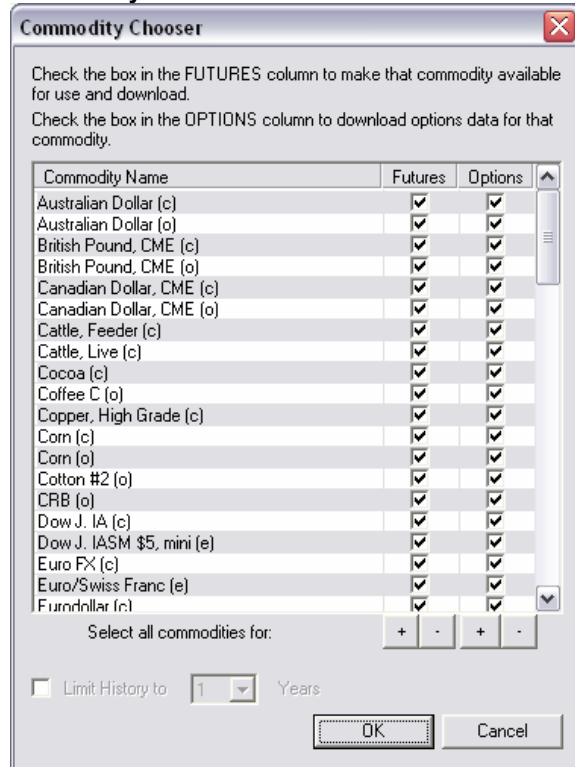 Commodity Chooser
Check the box in the FUTURES column to make that commodity available
for use and download.
Check the box in the OPTIONS column to download options data for that
commodity.
Commodity Name Futures Options
Australian Dollar (c)
Australian Dollar (o)
British Pound, CME (c)
British Pound, CME (o)
Canadian Dollar, CME (c)
Canadian Dollar, CME (o)
Cattle, Feeder (c)
Cattle, Live (c)
Cocoa (c)
Coffee C (o)
Copper, High Grade (c)
Corn (c)
Corn (o)
Cotton #2 (o)
CRB (o)
Dow J. IA (c)
Dow J. IASM $5, mini (e)
Euro FX (c)
Euro/Swiss Franc (e)
Eurodollar (c)
Select all commodities for: + - + -
Limit History to 1 Years
OK Cancel